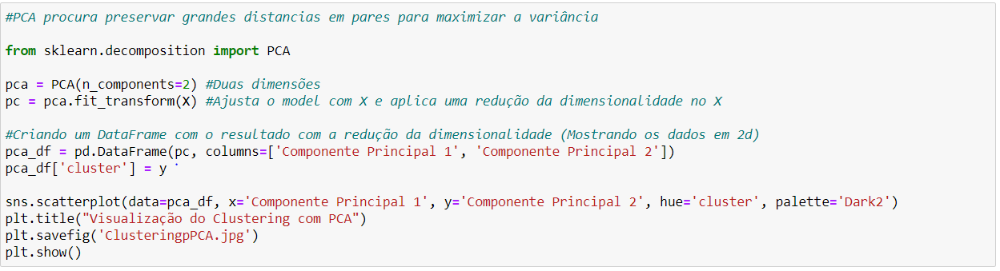 #PCA procura preservar grandes distancias em pares para maximizar a variância
from sklearn.decomposition import PCA
pca = PCA(n_components=2) #Duas dimensões
pc = pca.fit_transform(X) #Ajusta o model com X e aplica uma redução da dimensionalidade no X
#Criando um DataFrame com o resultado com a redução da dimensionalidade (Mostrando os dados em 2d)
pca_df = pd.DataFrame(pc, columns=['Componente Principal 1', 'Componente Principal 2'])
pca_df['cluster'] = y
sns.scatterplot(data=pca_df, x='Componente Principal 1', y='Componente Principal 2', hue='cluster', palette='Dark2')
plt.title("Visualização do Clustering com PCA")
plt.savefig('ClusteringpPCA.jpg')
plt.show()